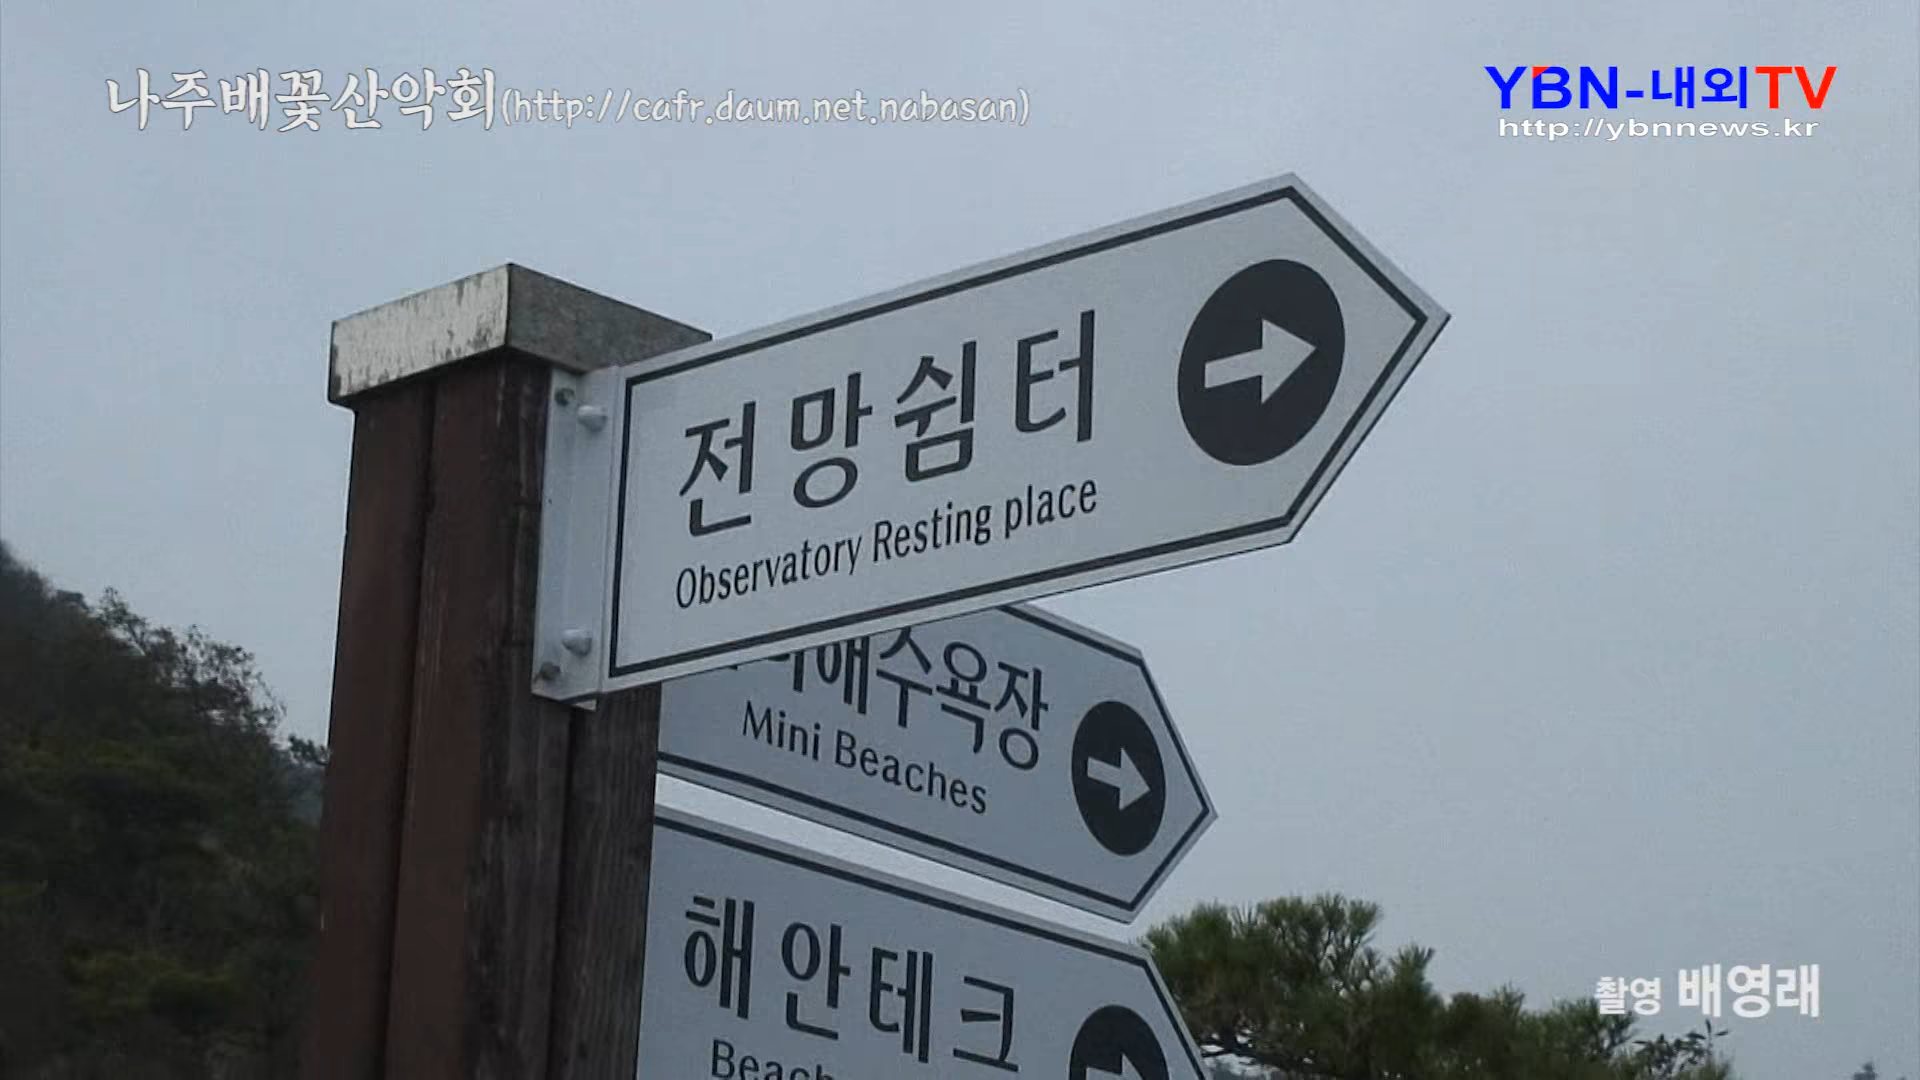 나주배꽃산악회(http://cafr.daum.net.nabasan)
YBN-내외TV
http://ybnnews.kr
전망쉼터
Observatory Resting place
해수욕장
Mini Beaches
해안테크
촬영 배영래